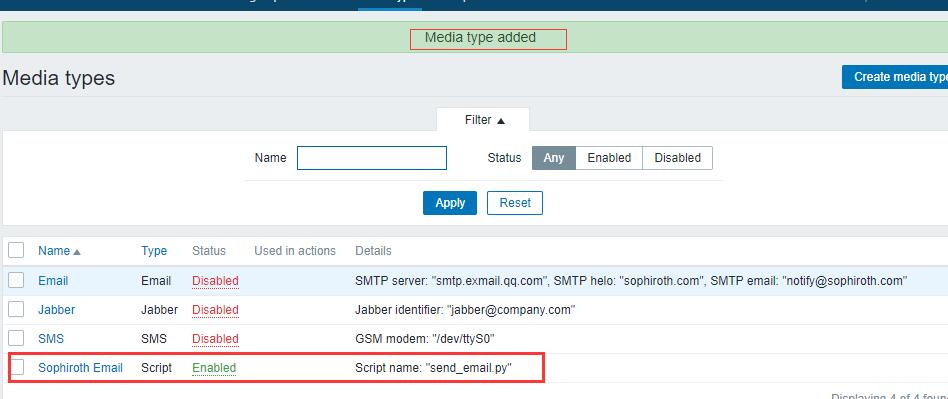 Media type added
Media types
Create media type
Filter ▲
Name Status Any Enabled Disabled
Apply Reset
Name ▲ Type Status Used in actions Details
Email Email Disabled SMTP server: "smtp.exmail.qq.com", SMTP helo: "sophiroth.com", SMTP email: "notify@sophiroth.com"
Jabber Jabber Disabled Jabber identifier: "jabber@company.com"
SMS SMS Disabled GSM modem: "/dev/ttyS0"
Sophiroth Email Script Enabled Script name: "send_email.py"
Displaying 4 of 4 foun